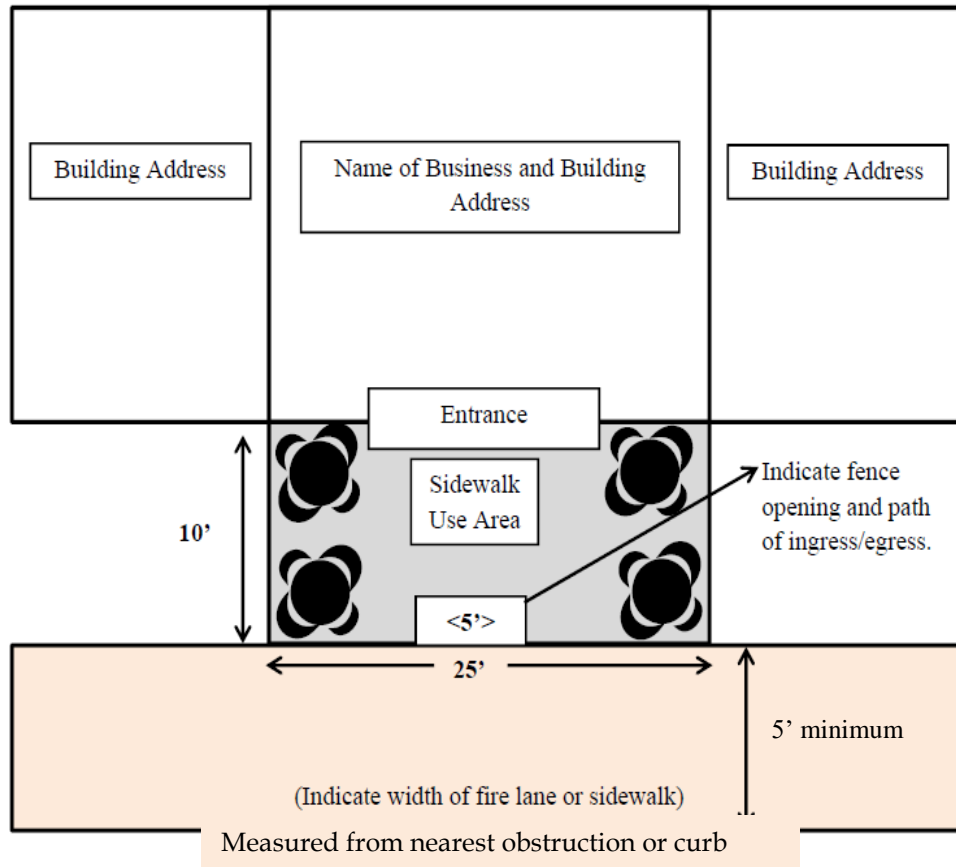 Building Address
Name of Business and Building
Address
Building Address
Entrance
Sidewalk
Use Area
Indicate fence
opening and path
of ingress/egress.
10’
<5’>
25’
5’ minimum
(Indicate width of fire lane or sidewalk)
Measured from nearest obstruction or curb